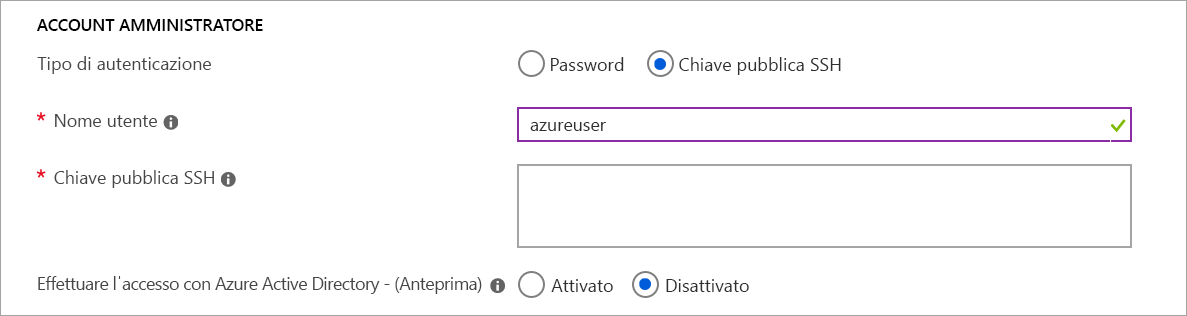 ACCOUNT AMMINISTRATORE
Tipo di autenticazione Password Chiave pubblica SSH
* Nome utente azureuser
* Chiave pubblica SSH
Effettuare l'accesso con Azure Active Directory - (Anteprima) Attivato Disattivato